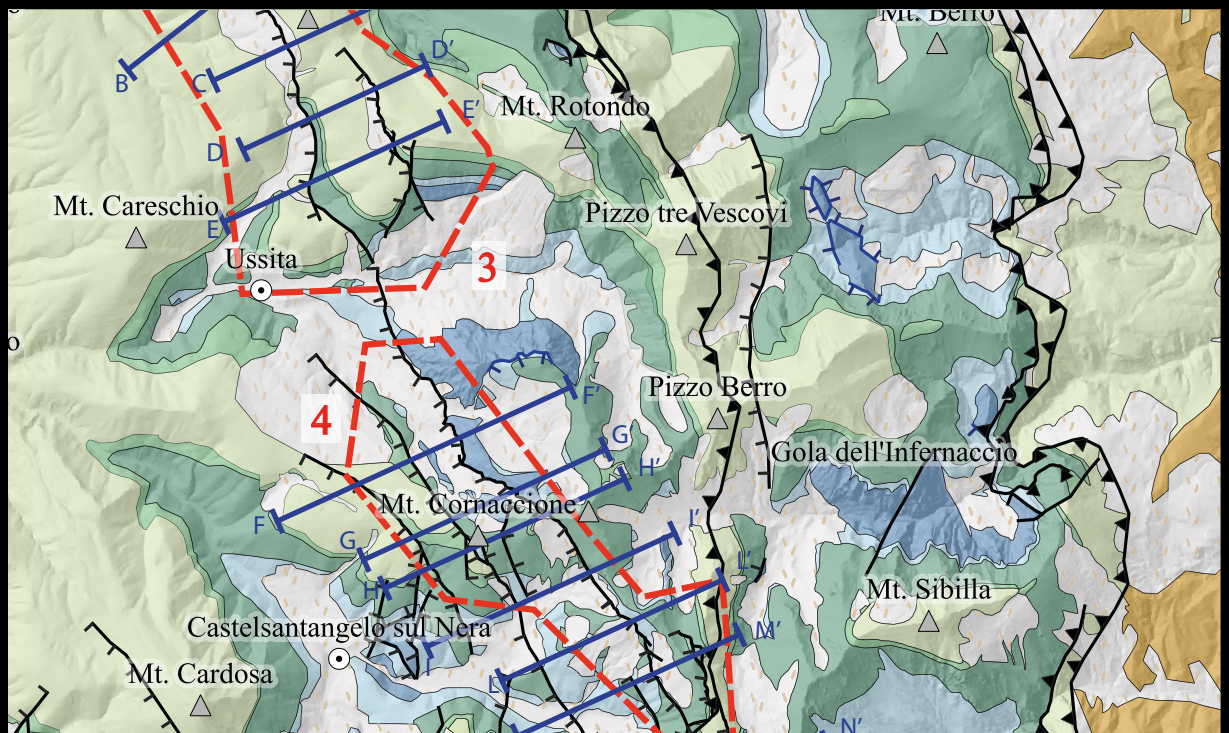 Mt. Berro
D'
B
C
E'
Mt. Rotondo
D
Mt. Careschio
Pizzo tre Vescovi
E
Ussita
3
o
Pizzo Berro
F'
4
G'
Gola dell'Infernaccio
H'
Mt. Cornaccione
F
I'
G
L'
H
Mt. Sibilla
Castelsantangelo sul Nera
M'
I
Mt. Cardosa
L
N'